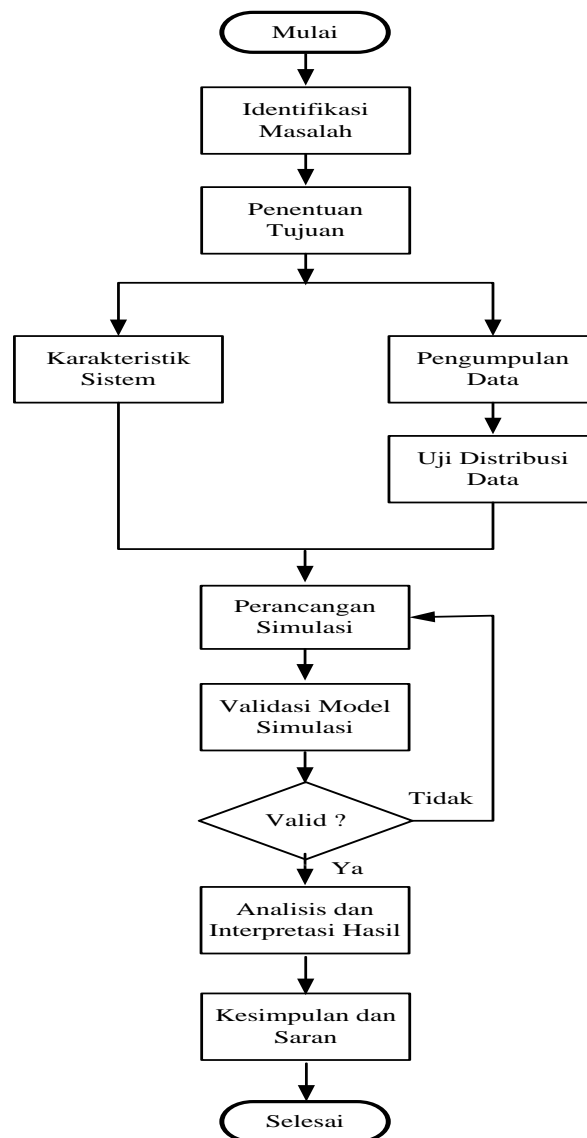 Mulai
Identifikasi
Masalah
Penentuan
Tujuan
Karakteristik
Sistem
Pengumpulan
Data
Uji Distribusi
Data
Perancangan
Simulasi
Validasi Model
Simulasi
Valid ?
Tidak
Ya
Analisis dan
Interpretasi Hasil
Kesimpulan dan
Saran
Selesai